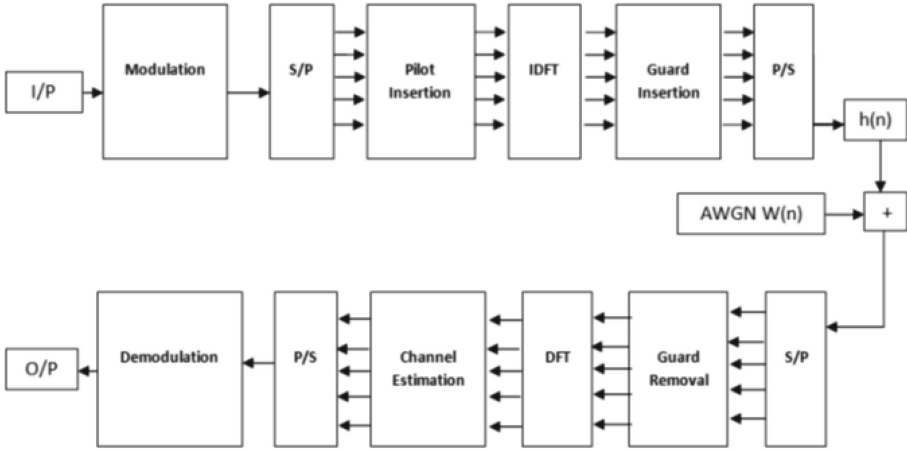 I/P
Modulation
S/P
Pilot
Insertion
IDFT
Guard
Insertion
P/S
h(n)
AWGN W(n)
+
O/P
Demodulation
P/S
Channel
Estimation
DFT
Guard
Removal
S/P